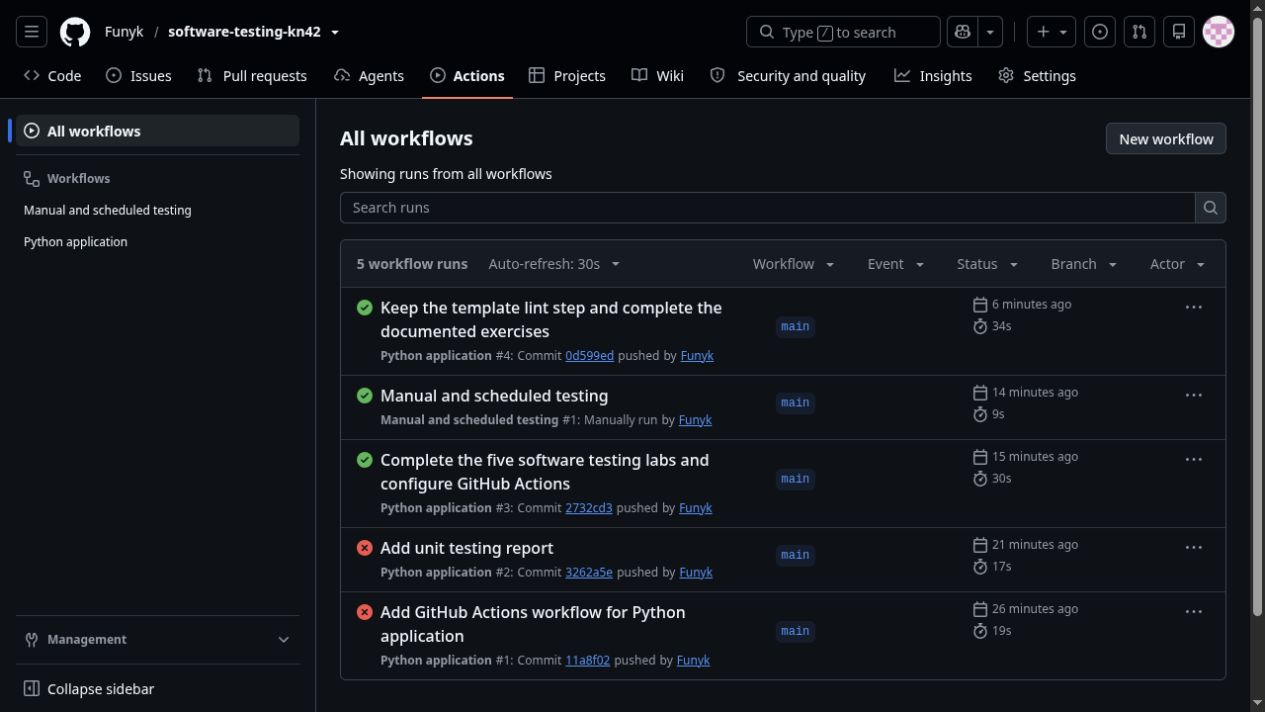 Funyk / software-testing-kn42
Type / to search
Code
Issues
Pull requests
Agents
Actions
Projects
Wiki
Security and quality
Insights
Settings
All workflows
Workflows
Manual and scheduled testing
Python application
Management
Collapse sidebar
All workflows
New workflow
Showing runs from all workflows
Search runs
5 workflow runs
Auto-refresh: 30s
Workflow
Event
Status
Branch
Actor
Keep the template lint step and complete the
documented exercises
Python application #4: Commit 0d599ed pushed by Funyk
main
6 minutes ago
34s
Manual and scheduled testing
Manual and scheduled testing #1: Manually run by Funyk
main
14 minutes ago
9s
Complete the five software testing labs and
configure GitHub Actions
Python application #3: Commit 2732cd3 pushed by Funyk
main
15 minutes ago
30s
Add unit testing report
Python application #2: Commit 3262a5e pushed by Funyk
main
21 minutes ago
17s
Add GitHub Actions workflow for Python
application
Python application #1: Commit 11a8f02 pushed by Funyk
main
26 minutes ago
19s